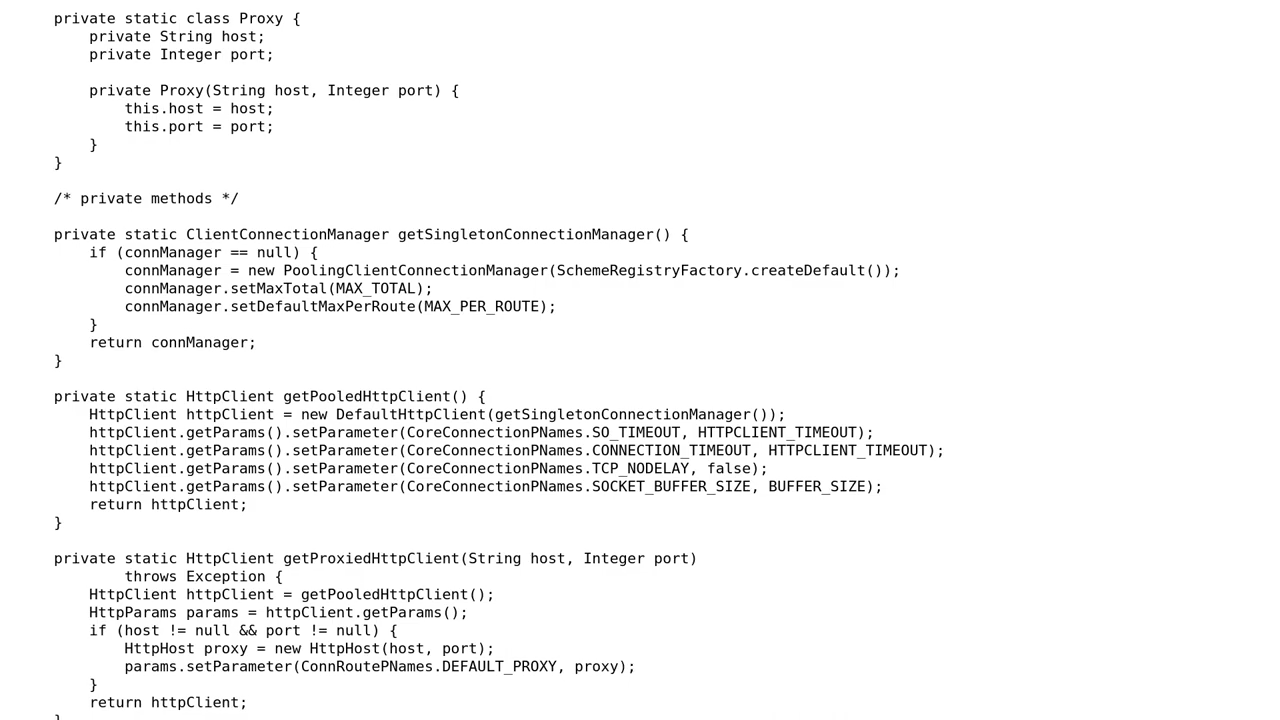 private static class Proxy {
    private String host;
    private Integer port;

    private Proxy(String host, Integer port) {
        this.host = host;
        this.port = port;
    }
}

/* private methods */

private static ClientConnectionManager getSingletonConnectionManager() {
    if (connManager == null) {
        connManager = new PoolingClientConnectionManager(SchemeRegistryFactory.createDefault());
        connManager.setMaxTotal(MAX_TOTAL);
        connManager.setDefaultMaxPerRoute(MAX_PER_ROUTE);
    }
    return connManager;
}

private static HttpClient getPooledHttpClient() {
    HttpClient httpClient = new DefaultHttpClient(getSingletonConnectionManager());
    httpClient.getParams().setParameter(CoreConnectionPNames.SO_TIMEOUT, HTTPCLIENT_TIMEOUT);
    httpClient.getParams().setParameter(CoreConnectionPNames.CONNECTION_TIMEOUT, HTTPCLIENT_TIMEOUT);
    httpClient.getParams().setParameter(CoreConnectionPNames.TCP_NODELAY, false);
    httpClient.getParams().setParameter(CoreConnectionPNames.SOCKET_BUFFER_SIZE, BUFFER_SIZE);
    return httpClient;
}

private static HttpClient getProxiedHttpClient(String host, Integer port)
        throws Exception {
    HttpClient httpClient = getPooledHttpClient();
    HttpParams params = httpClient.getParams();
    if (host != null && port != null) {
        HttpHost proxy = new HttpHost(host, port);
        params.setParameter(ConnRoutePNames.DEFAULT_PROXY, proxy);
    }
    return httpClient;
}